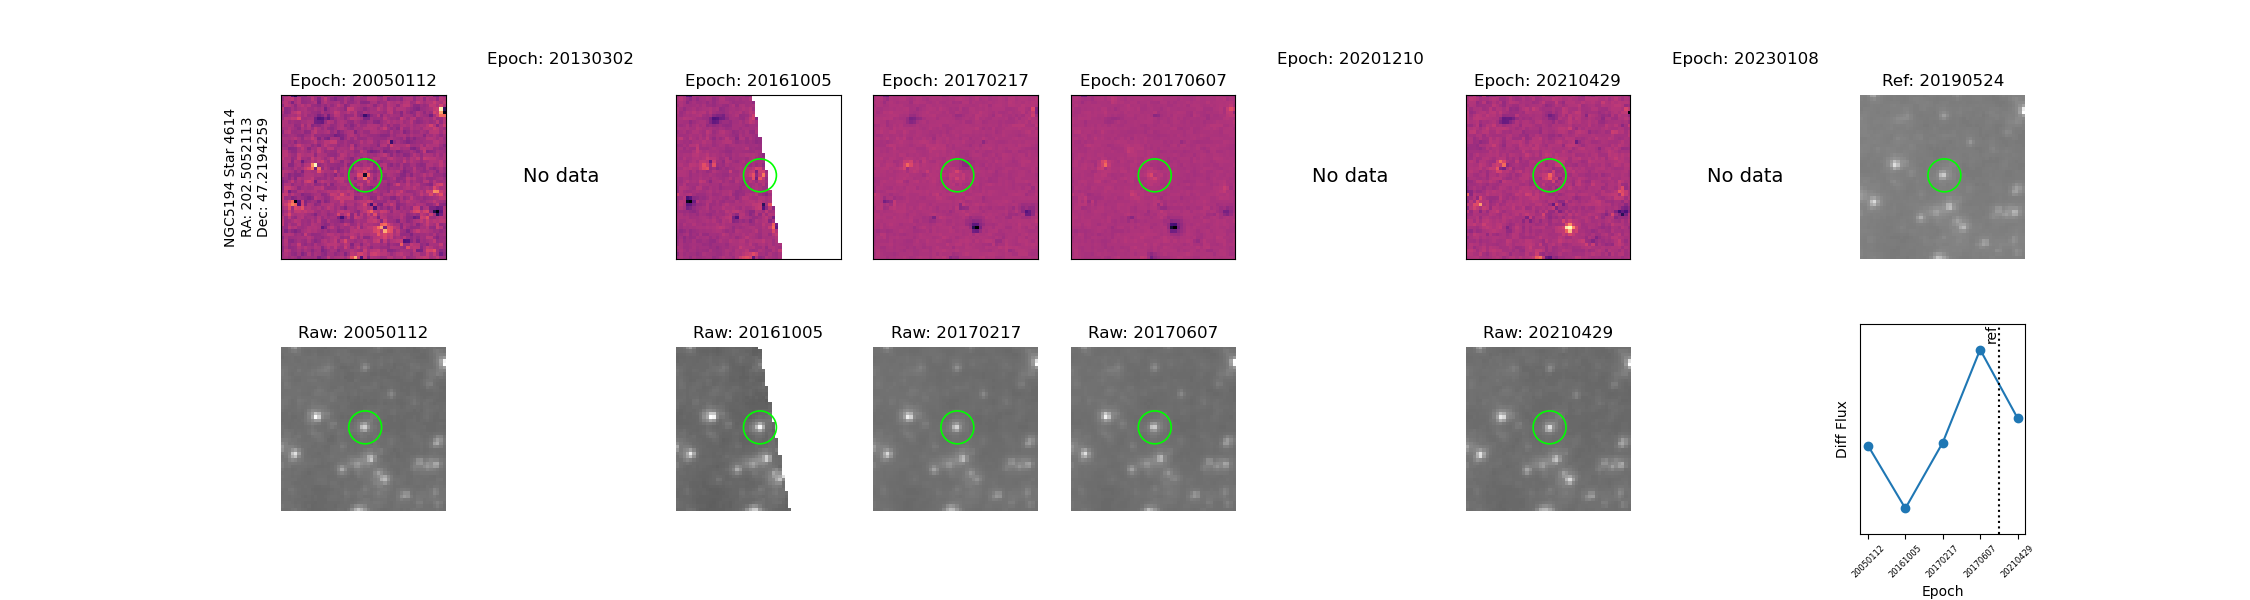 Epoch: 20130302
Epoch: 20201210
Epoch: 20230108
Epoch: 20050112
Epoch: 20161005
Epoch: 20170217
Epoch: 20170607
Epoch: 20210429
Ref: 20190524
NGC5194 Star 4614
RA: 202.5052113
Dec: 47.2194259
No data
No data
No data
Raw: 20050112
Raw: 20161005
Raw: 20170217
Raw: 20170607
Raw: 20210429
ref
Diff Flux
20050112
20161005
20170217
20170607
20210429
Epoch